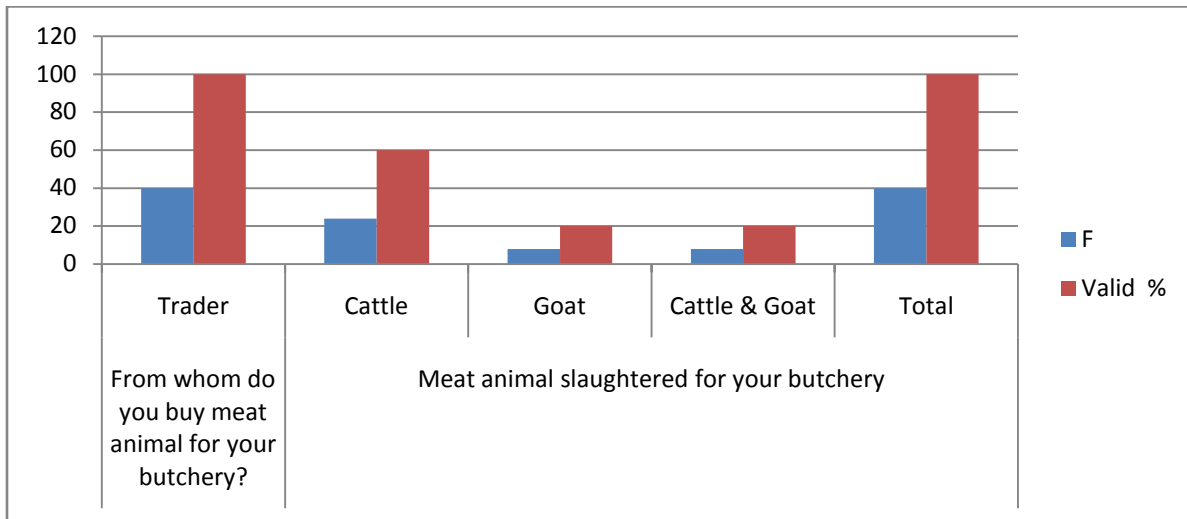 120
100
80
60
40
20
0
Trader
Cattle
Goat
Cattle & Goat
Total
From whom do
you buy meat
animal for your
butchery?
Meat animal slaughtered for your butchery
F
Valid %